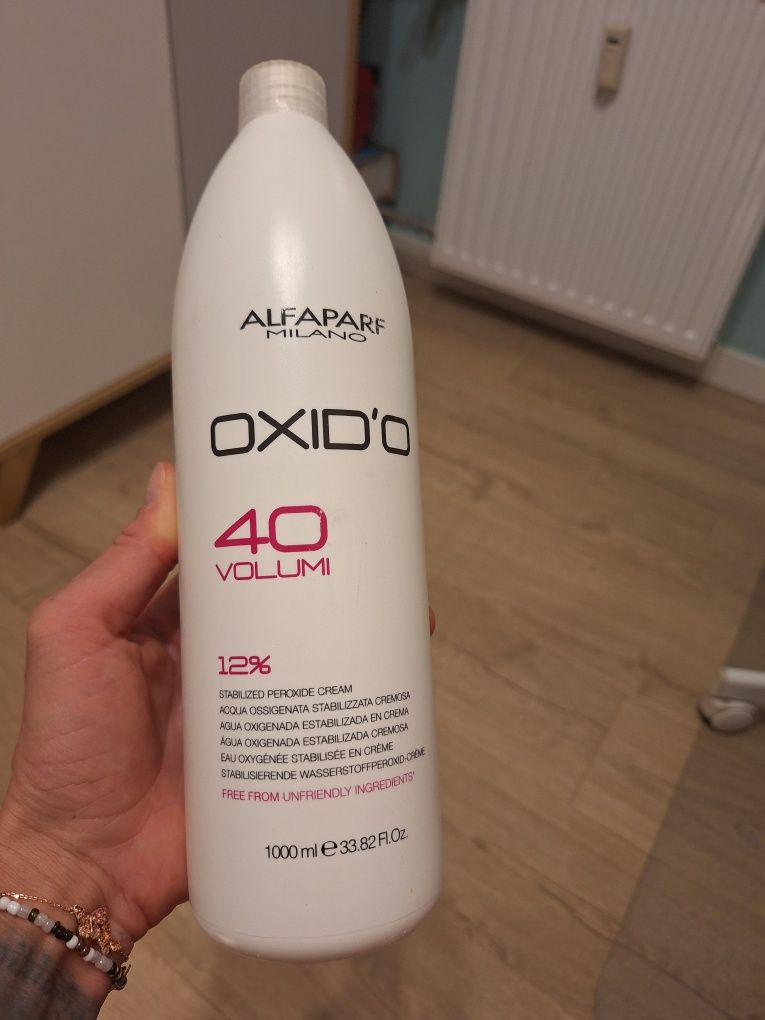 ALFAPARF
MILANO
OXID'O
40
VOLUMI
12%
STABILIZED PEROXIDE CREAM
ACQUA OSSIGENATA STABILIZZATA CREMOSA
AGUA OXIGENADA ESTABILIZADA EN CREMA
ÁGUA OXIGENADA ESTABILIZADA CREMOSA
EAU OXYGÉNÉE STABILISÉE EN CRÈME
STABILISIERENDE WASSERSTOFFPEROXID-CRÈME
FREE FROM UNFRIENDLY INGREDIENTS*
1000 ml ℮ 33.82 Fl.Oz.